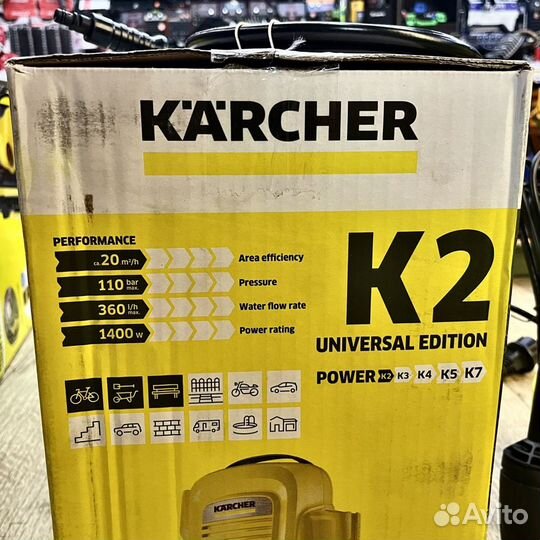 KÄRCHER
PERFORMANCE
ca. 20 m²/h Area efficiency
110 bar max. Pressure
360 l/h max. Water flow rate
1400 W Power rating
K2
UNIVERSAL EDITION
POWER K2 K3 K4 K5 K7
KÄRCHER
Avito